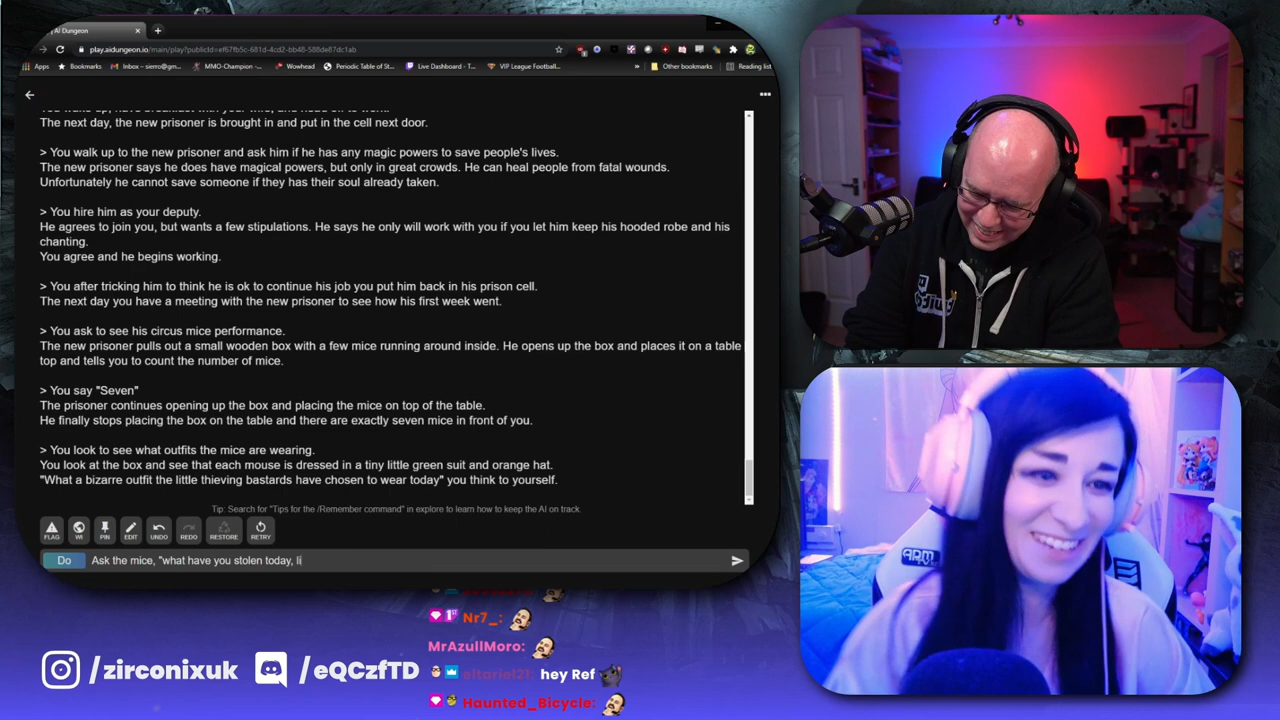 AI Dungeon
play.aidungeon.io/main/play?publicId=ef67fb5c-681d-4cd2-bb48-588de87dc1ab
Apps Bookmarks Inbox – sierro@gm... MMO-Champion -... Wowhead Periodic Table of St... Live Dashboard - T... VIP League Football... » Other bookmarks Reading list
The next day, the new prisoner is brought in and put in the cell next door.
> You walk up to the new prisoner and ask him if he has any magic powers to save people's lives.
The new prisoner says he does have magical powers, but only in great crowds. He can heal people from fatal wounds.
Unfortunately he cannot save someone if they has their soul already taken.
> You hire him as your deputy.
He agrees to join you, but wants a few stipulations. He says he only will work with you if you let him keep his hooded robe and his
chanting.
You agree and he begins working.
> You after tricking him to think he is ok to continue his job you put him back in his prison cell.
The next day you have a meeting with the new prisoner to see how his first week went.
> You ask to see his circus mice performance.
The new prisoner pulls out a small wooden box with a few mice running around inside. He opens up the box and places it on a table
top and tells you to count the number of mice.
> You say "Seven"
The prisoner continues opening up the box and placing the mice on top of the table.
He finally stops placing the box on the table and there are exactly seven mice in front of you.
> You look to see what outfits the mice are wearing.
You look at the box and see that each mouse is dressed in a tiny little green suit and orange hat.
"What a bizarre outfit the little thieving bastards have chosen to wear today" you think to yourself.
Tip: Search for "Tips for the /Remember command" in explore to learn how to keep the AI on track.
FLAG WI PIN EDIT UNDO REDO RESTORE RETRY
Do Ask the mice, "what have you stolen today, li
Nr7_:
MrAzullMoro:
hey Ref
Haunted_Bicycle:
/zirconixuk /eQCzfTD